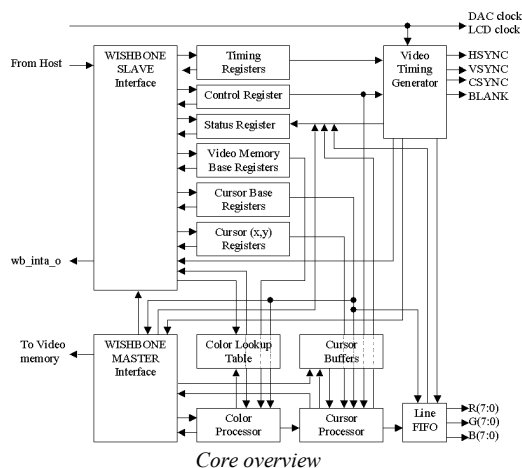 DAC clock
LCD clock
WISHBONE
SLAVE
Interface
From Host
wb_inta_o
Timing
Registers
Control Register
Status Register
Video Memory
Base Registers
Cursor Base
Registers
Cursor (x,y)
Registers
Video
Timing
Generator
HSYNC
VSYNC
CSYNC
BLANK
To Video
memory
WISHBONE
MASTER
Interface
Color Lookup
Table
Cursor
Buffers
Color
Processor
Cursor
Processor
Line
FIFO
R(7:0)
G(7:0)
B(7:0)
Core overview